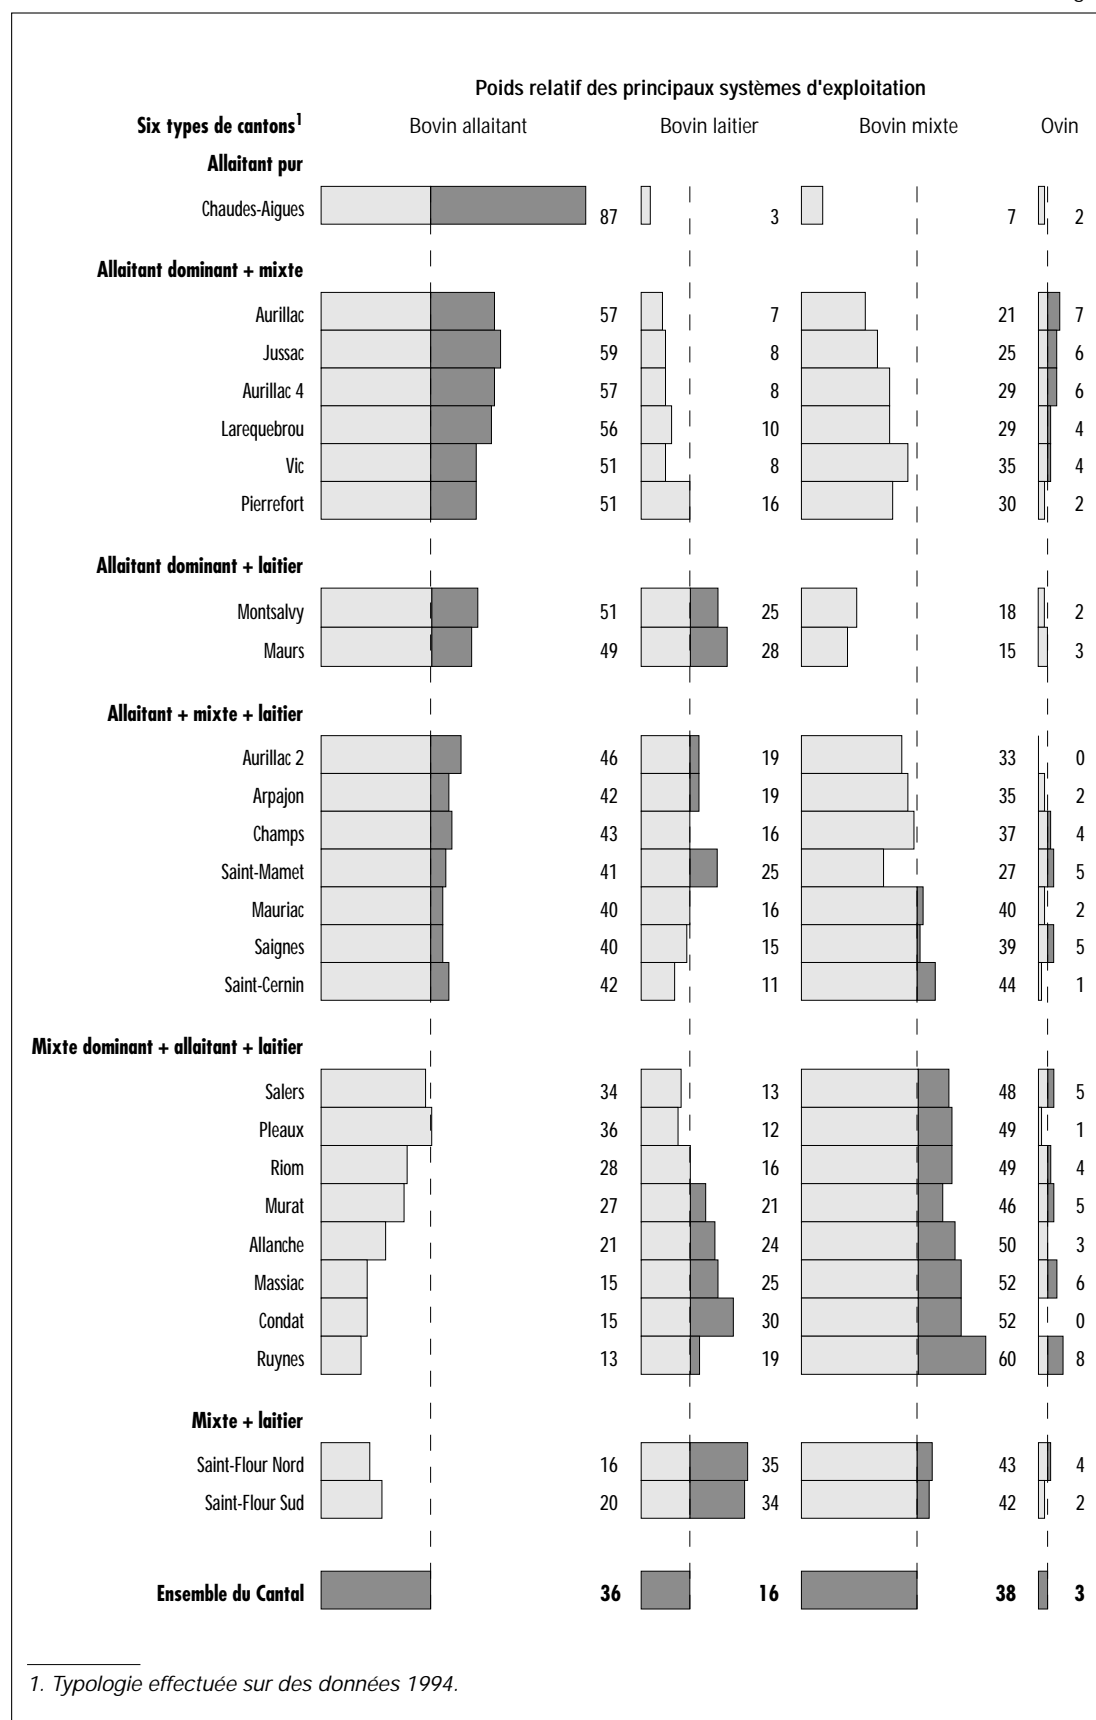 Poids relatif des principaux systèmes d'exploitation
Six types de cantons1 Bovin allaitant Bovin laitier Bovin mixte Ovin
Allaitant pur
Chaudes-Aigues 87 3 7 2
Allaitant dominant + mixte
Aurillac 57 7 21 7
Jussac 59 8 25 6
Aurillac 4 57 8 29 6
Larequebrou 56 10 29 4
Vic 51 8 35 4
Pierrefort 51 16 30 2
Allaitant dominant + laitier
Montsalvy 51 25 18 2
Maurs 49 28 15 3
Allaitant + mixte + laitier
Aurillac 2 46 19 33 0
Arpajon 42 19 35 2
Champs 43 16 37 4
Saint-Mamet 41 25 27 5
Mauriac 40 16 40 2
Saignes 40 15 39 5
Saint-Cernin 42 11 44 1
Mixte dominant + allaitant + laitier
Salers 34 13 48 5
Pleaux 36 12 49 1
Riom 28 16 49 4
Murat 27 21 46 5
Allanche 21 24 50 3
Massiac 15 25 52 6
Condat 15 30 52 0
Ruynes 13 19 60 8
Mixte + laitier
Saint-Flour Nord 16 35 43 4
Saint-Flour Sud 20 34 42 2
Ensemble du Cantal 36 16 38 3
1. Typologie effectuée sur des données 1994.